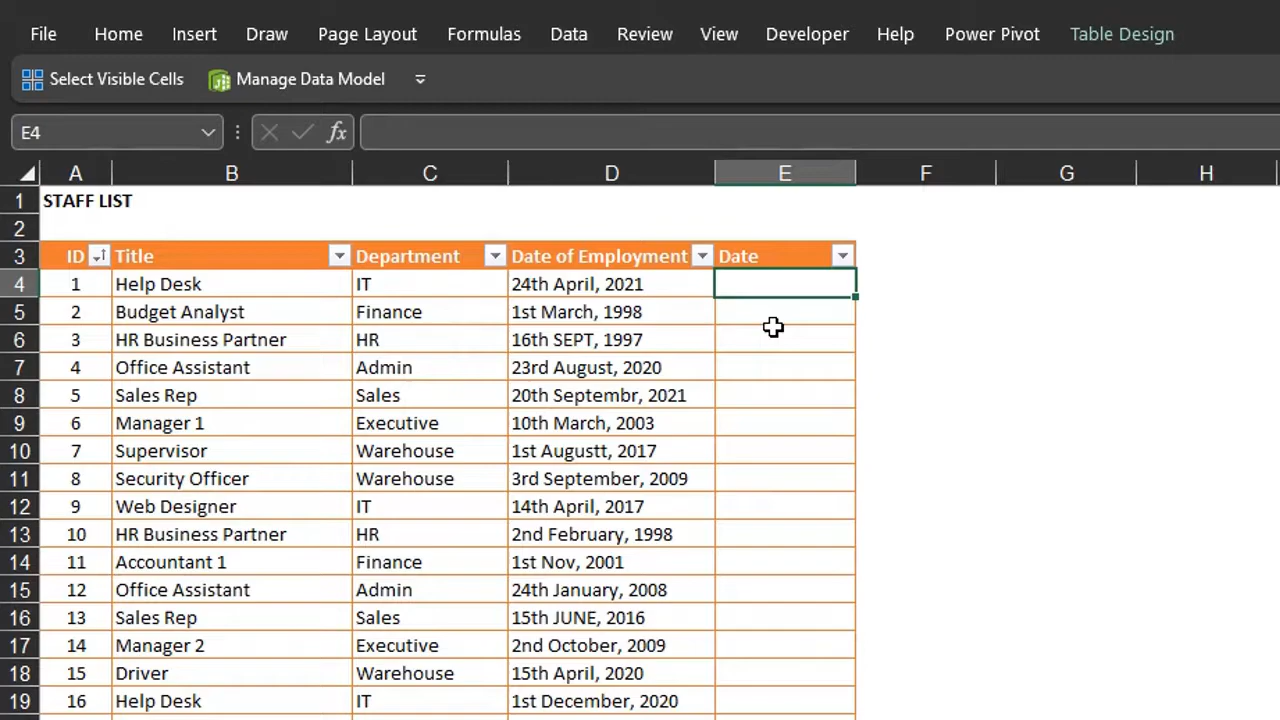 File Home Insert Draw Page Layout Formulas Data Review View Developer Help Power Pivot Table Design
Select Visible Cells Manage Data Model
E4 fx
A B C D E F G H
1 STAFF LIST
2
3 ID Title Department Date of Employment Date
4 1 Help Desk IT 24th April, 2021
5 2 Budget Analyst Finance 1st March, 1998
6 3 HR Business Partner HR 16th SEPT, 1997
7 4 Office Assistant Admin 23rd August, 2020
8 5 Sales Rep Sales 20th Septembr, 2021
9 6 Manager 1 Executive 10th March, 2003
10 7 Supervisor Warehouse 1st Augustt, 2017
11 8 Security Officer Warehouse 3rd September, 2009
12 9 Web Designer IT 14th April, 2017
13 10 HR Business Partner HR 2nd February, 1998
14 11 Accountant 1 Finance 1st Nov, 2001
15 12 Office Assistant Admin 24th January, 2008
16 13 Sales Rep Sales 15th JUNE, 2016
17 14 Manager 2 Executive 2nd October, 2009
18 15 Driver Warehouse 15th April, 2020
19 16 Help Desk IT 1st December, 2020